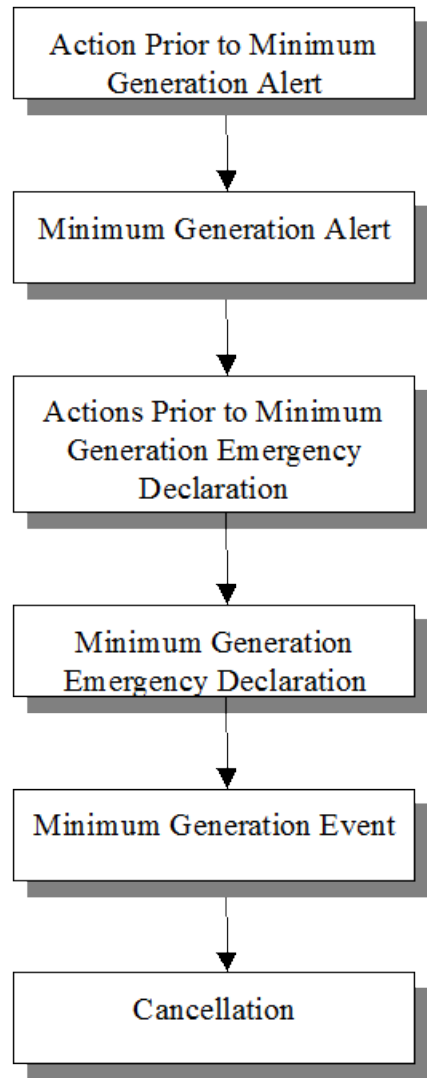 Action Prior to Minimum
Generation Alert
Minimum Generation Alert
Actions Prior to Minimum
Generation Emergency
Declaration
Minimum Generation
Emergency Declaration
Minimum Generation Event
Cancellation